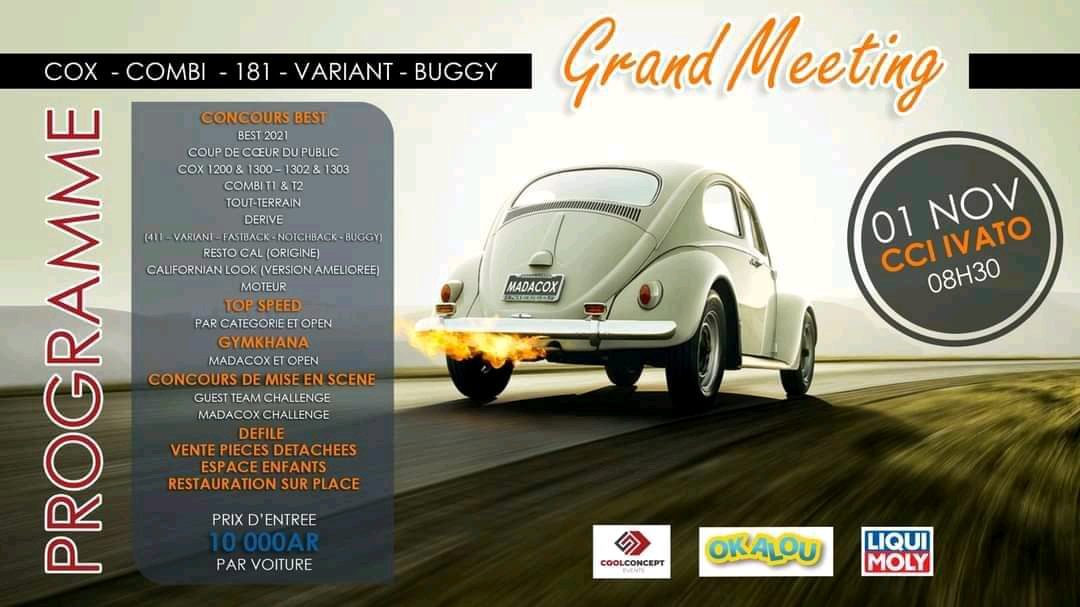 COX - COMBI - 181 - VARIANT - BUGGY
Grand Meeting
PROGRAMME
CONCOURS BEST
BEST 2021
COUP DE CŒUR DU PUBLIC
COX 1200 & 1300 – 1302 & 1303
COMBI T1 & T2
TOUT-TERRAIN
DERIVE
(411 - VARIANT – FASTBACK - NOTCHBACK - BUGGY)
RESTO CAL (ORIGINE)
CALIFORNIAN LOOK (VERSION AMELIOREE)
MOTEUR
TOP SPEED
PAR CATEGORIE ET OPEN
GYMKHANA
MADACOX ET OPEN
CONCOURS DE MISE EN SCENE
GUEST TEAM CHALLENGE
MADACOX CHALLENGE
DEFILE
VENTE PIECES DETACHEES
ESPACE ENFANTS
RESTAURATION SUR PLACE
PRIX D'ENTREE
10 000AR
PAR VOITURE
01 NOV
CCI IVATO
08H30
MADACOX
COOLCONCEPT
EVENTS
OKALOU
LIQUI
MOLY